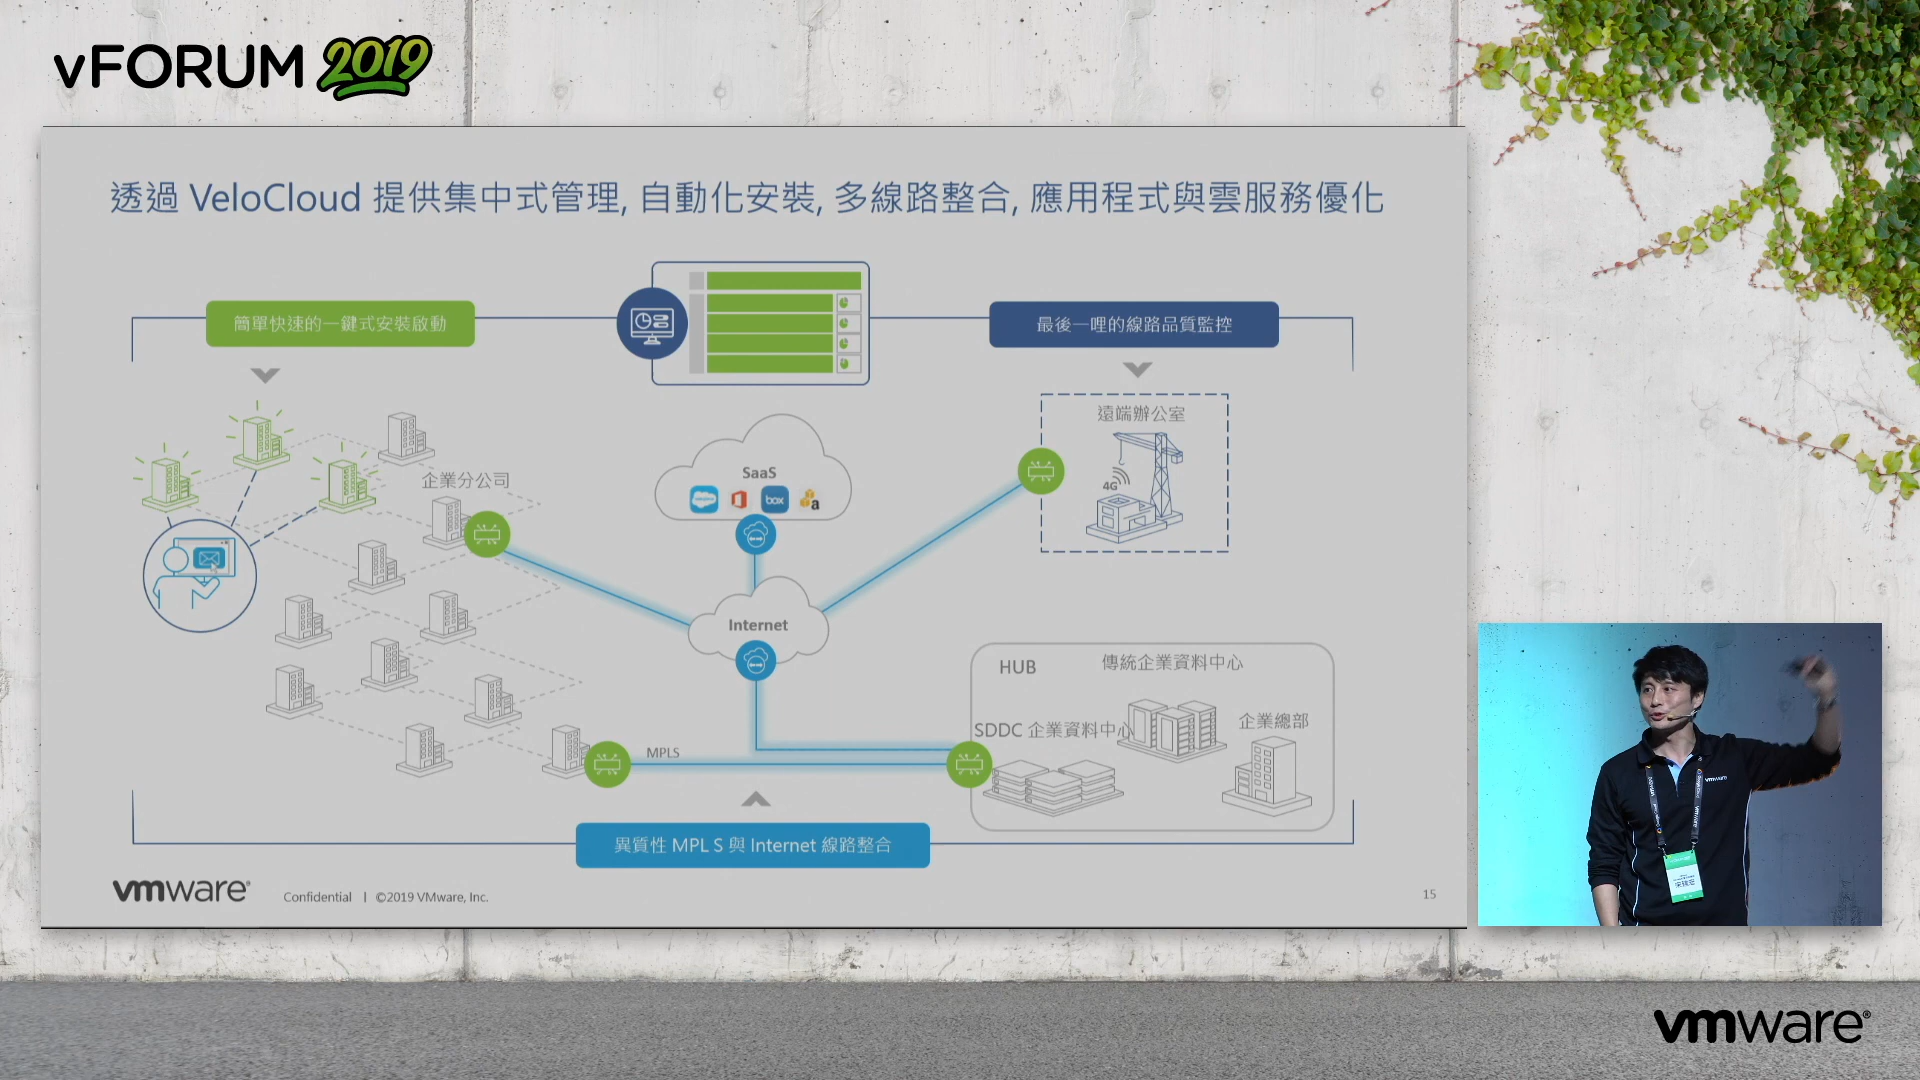 vFORUM 2019
透過 VeloCloud 提供集中式管理, 自動化安裝, 多線路整合, 應用程式與雲服務優化
簡單快速的一鍵式安裝啟動
最後一哩的線路品質監控
遠端辦公室
4G
企業分公司
SaaS
box
a
Internet
HUB
傳統企業資料中心
SDDC 企業資料中心
企業總部
MPLS
異質性 MPL S 與 Internet 線路整合
vmware®
Confidential | ©2019 VMware, Inc.
15
vmware
vmware®